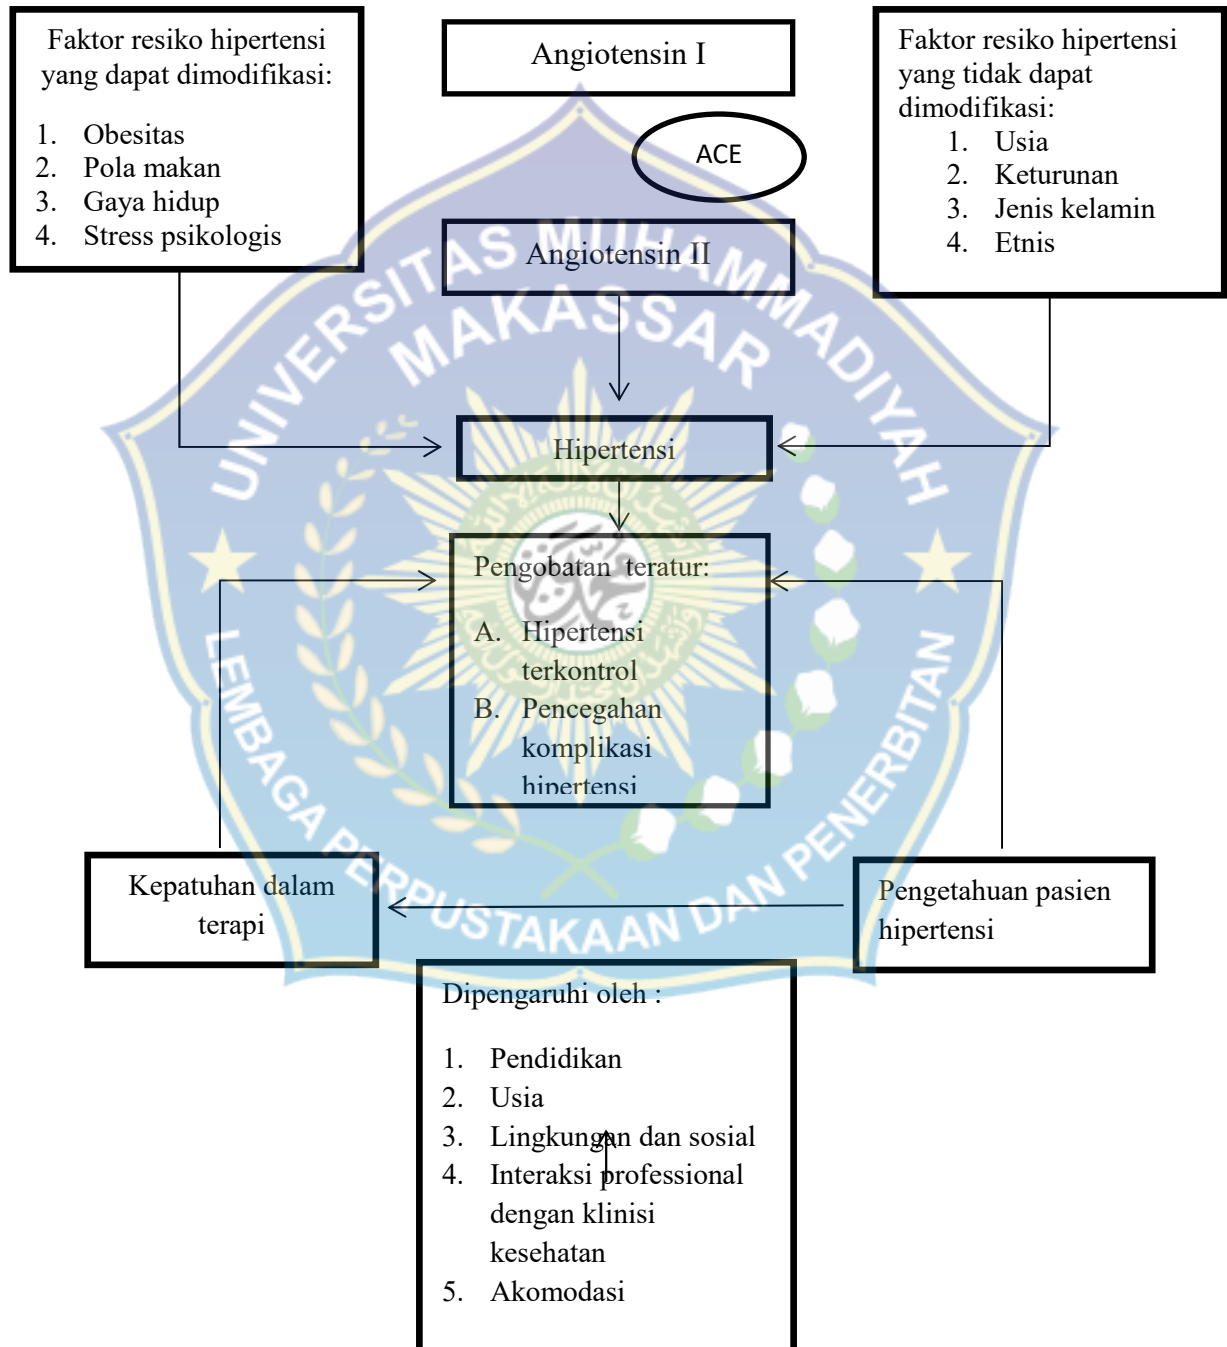 Faktor resiko hipertensi
yang dapat dimodifikasi:
1. Obesitas
2. Pola makan
3. Gaya hidup
4. Stress psikologis
Angiotensin I
ACE
Angiotensin II
Faktor resiko hipertensi
yang tidak dapat
dimodifikasi:
1. Usia
2. Keturunan
3. Jenis kelamin
4. Etnis
UNIVERSITAS MUHAMMADIYAH
MAKASSAR
Hipertensi
Pengobatan teratur:
A. Hipertensi
terkontrol
B. Pencegahan
komplikasi
hipertensi
Kepatuhan dalam
terapi
Pengetahuan pasien
hipertensi
LEMBAGA PERPUSTAKAAN DAN PENERBITAN
Dipengaruhi oleh :
1. Pendidikan
2. Usia
3. Lingkungan dan sosial
4. Interaksi professional
dengan klinisi
kesehatan
5. Akomodasi